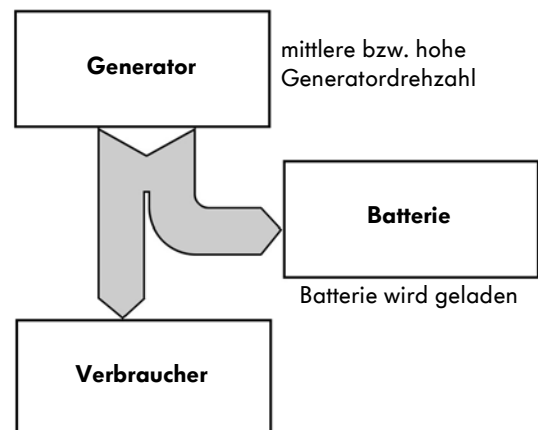 Generator
mittlere bzw. hohe
Generatordrehzahl
Batterie
Batterie wird geladen
Verbraucher